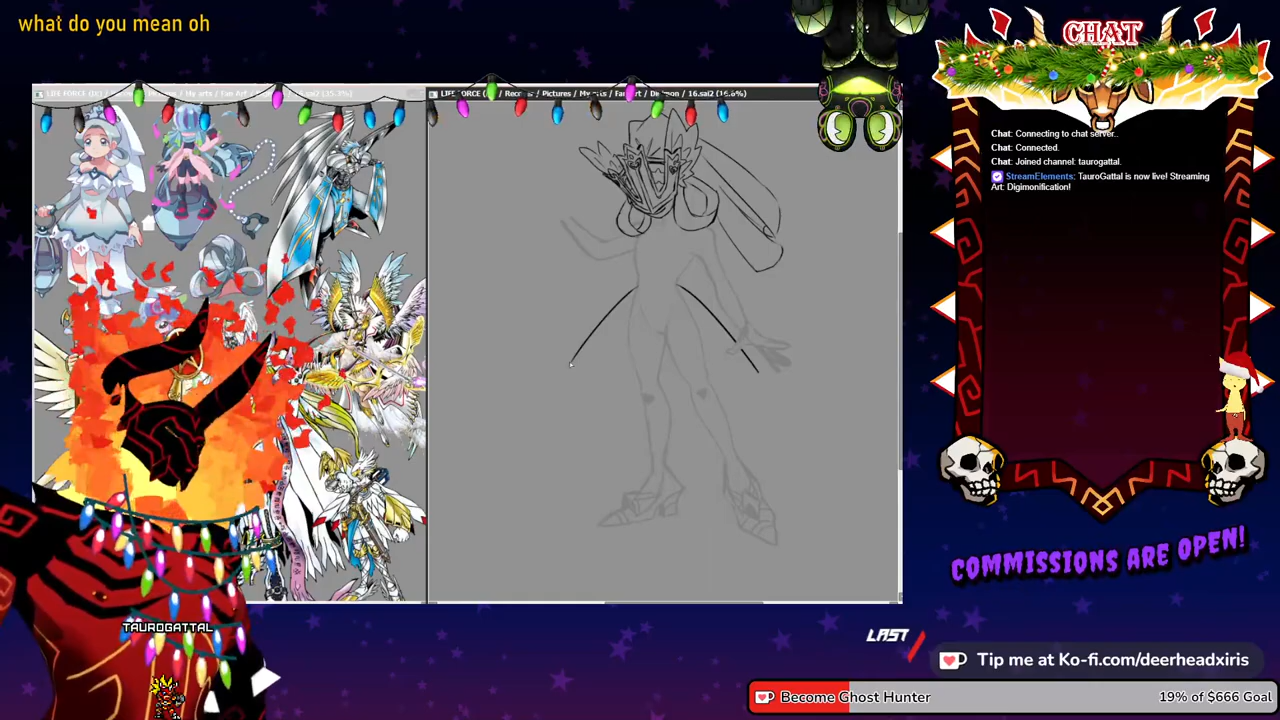 what do you mean oh
CHAT
Chat: Connecting to chat server..
Chat: Connected.
Chat: Joined channel: taurogattal.
StreamElements: TauroGattal is now live! Streaming
Art: Digimonification!
COMMISSIONS ARE OPEN!
TAUROGATTAL
LAST
Tip me at Ko-fi.com/deerheadxiris
Become Ghost Hunter
19% of $666 Goal